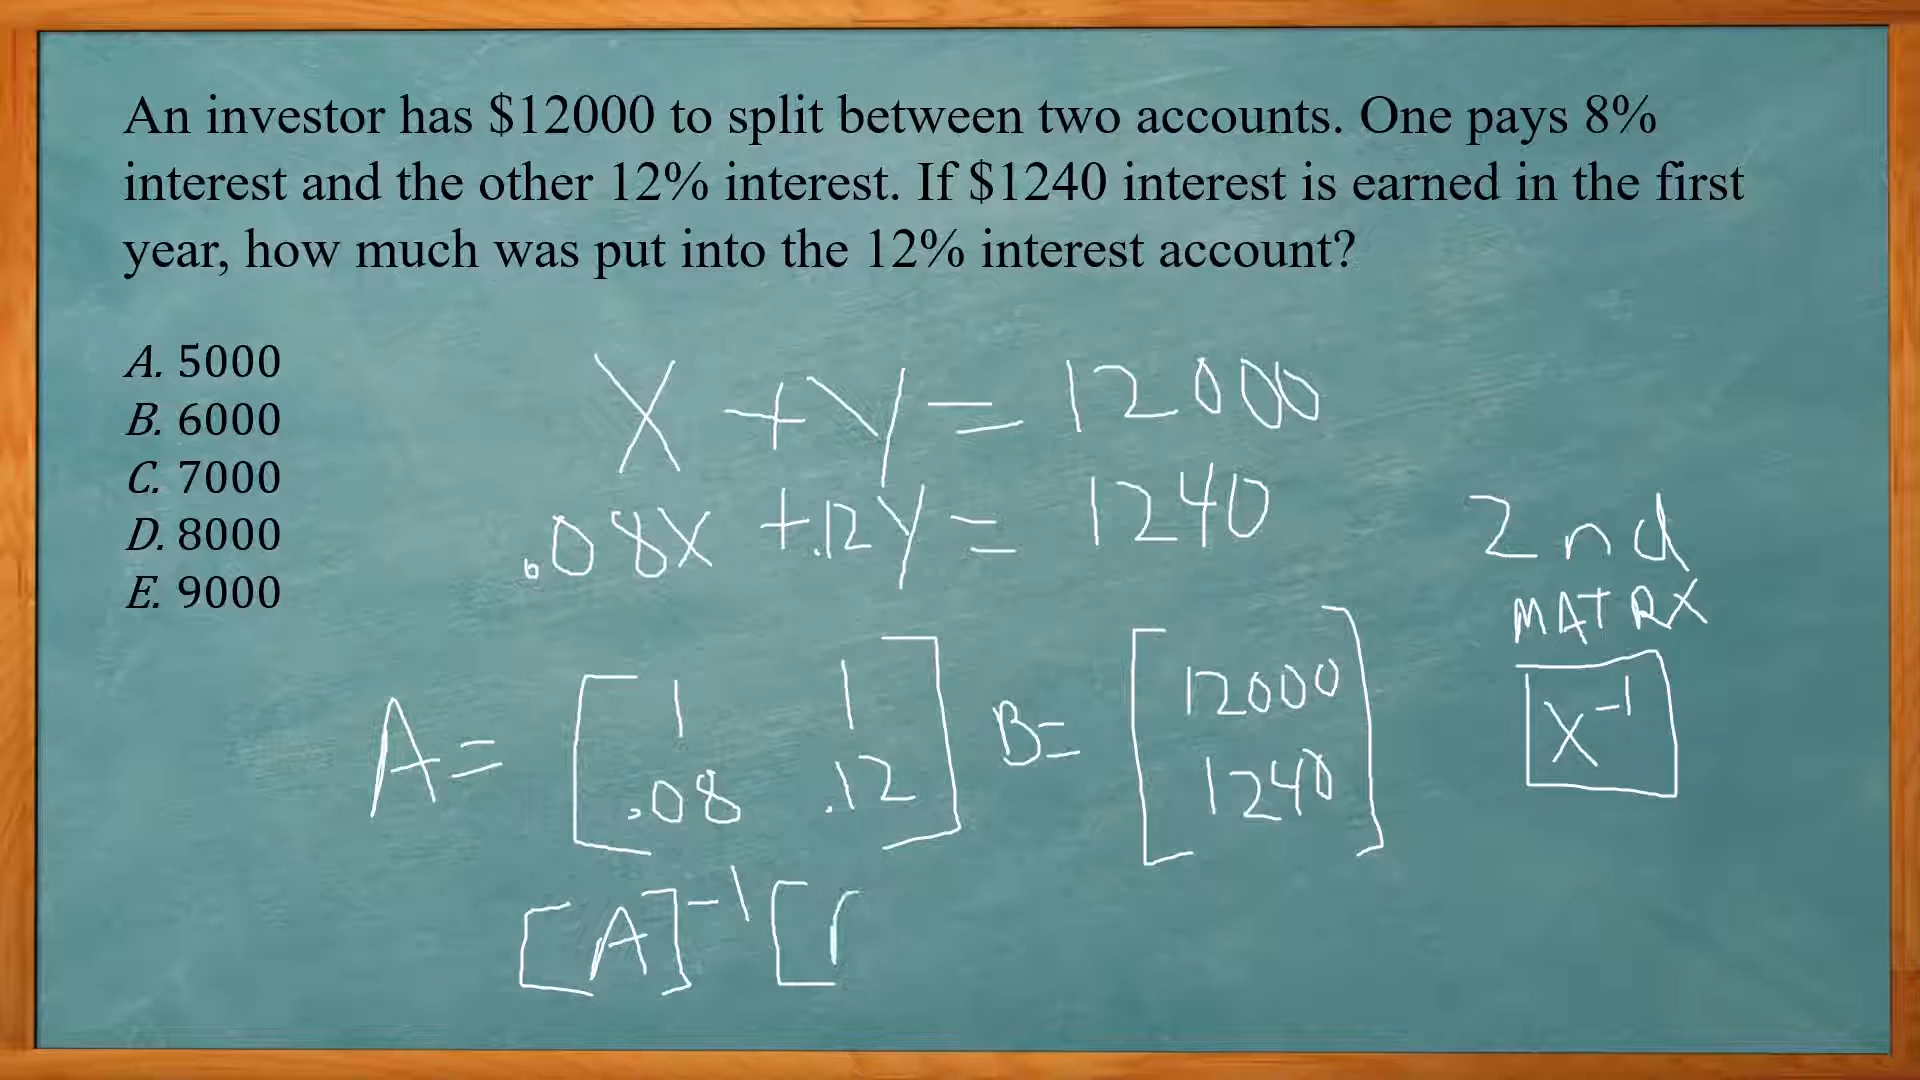 An investor has $12000 to split between two accounts. One pays 8%
interest and the other 12% interest. If $1240 interest is earned in the first
year, how much was put into the 12% interest account?
A. 5000
B. 6000
C. 7000
D. 8000
E. 9000
X + Y = 12000
.08X + .12Y = 1240
2nd
MATRX
X⁻¹
A = [1 1
.08 .12]
B = [12000
1240]
[A]⁻¹ [